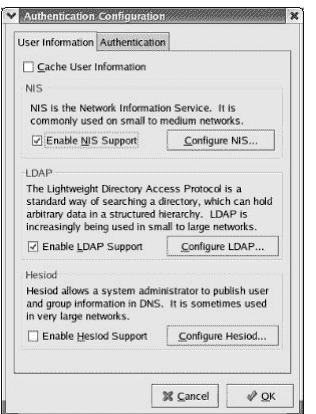 Authentication Configuration
User Information Authentication
Cache User Information
NIS
NIS is the Network Information Service. It is
commonly used on small to medium networks.
Enable NIS Support Configure NIS...
LDAP
The Lightweight Directory Access Protocol is a
standard way of searching a directory, which can hold
arbitrary data in a structured hierarchy. LDAP is
increasingly being used in small to large networks.
Enable LDAP Support Configure LDAP...
Hesiod
Hesiod allows a system administrator to publish user
and group information in DNS. It is sometimes used
in very large networks.
Enable Hesiod Support Configure Hesiod...
Cancel OK